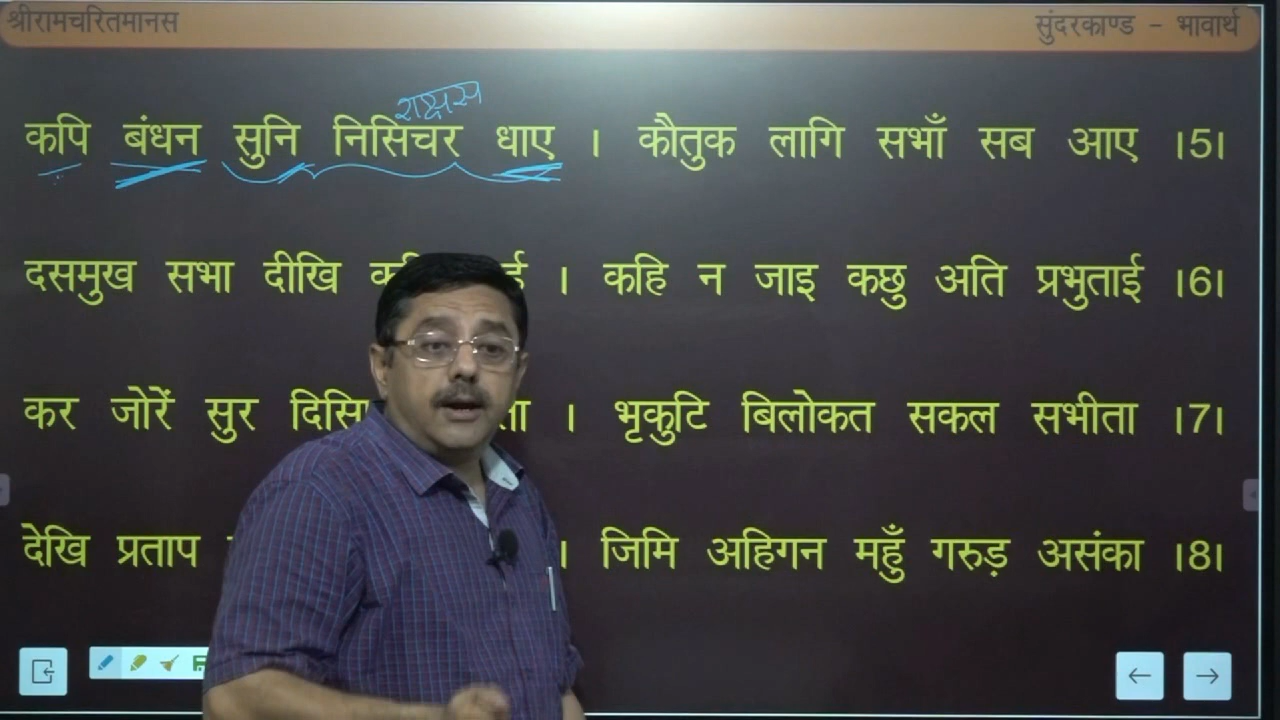 श्रीरामचरितमानस
सुंदरकाण्ड - भावार्थ
राक्षस
कपि बंधन सुनि निसिचर धाए । कौतुक लागि सभाँ सब आए ।5।
दसमुख सभा दीखि । कहि न जाइ कछु अति प्रभुताई ।6।
कर जोरें सुर । भृकुटि बिलोकत सकल सभीता ।7।
देखि प्रताप । जिमि अहिगन महुँ गरुड़ असंका ।8।